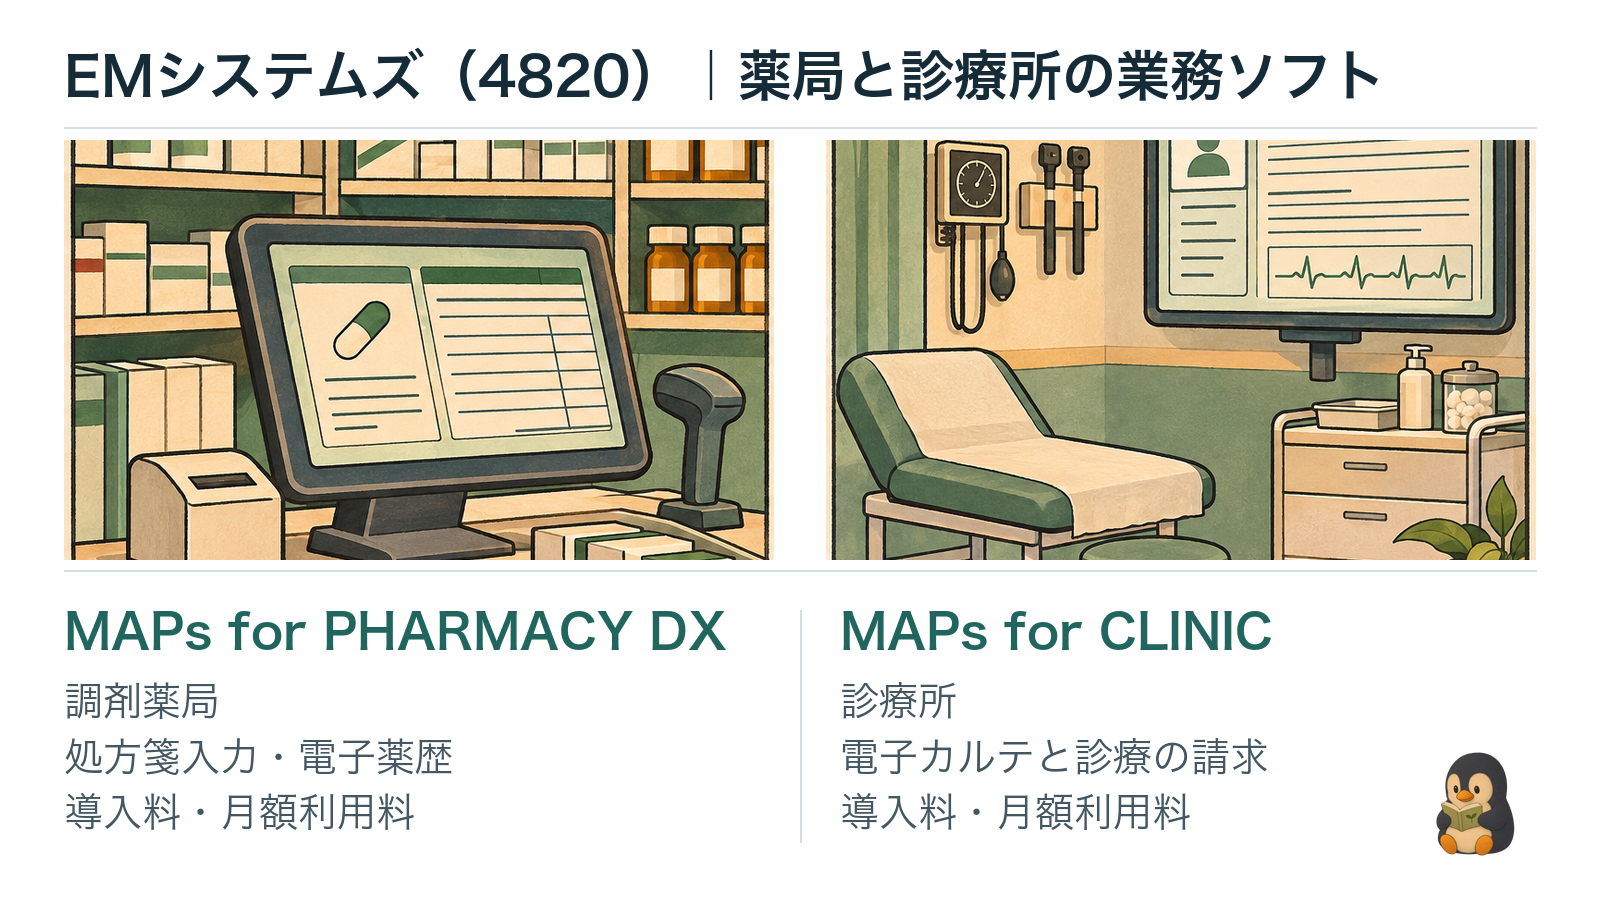 EMシステムズ（4820）｜薬局と診療所の業務ソフト
MAPs for PHARMACY DX
調剤薬局
処方箋入力・電子薬歴
導入料・月額利用料
MAPs for CLINIC
診療所
電子カルテと診療の請求
導入料・月額利用料